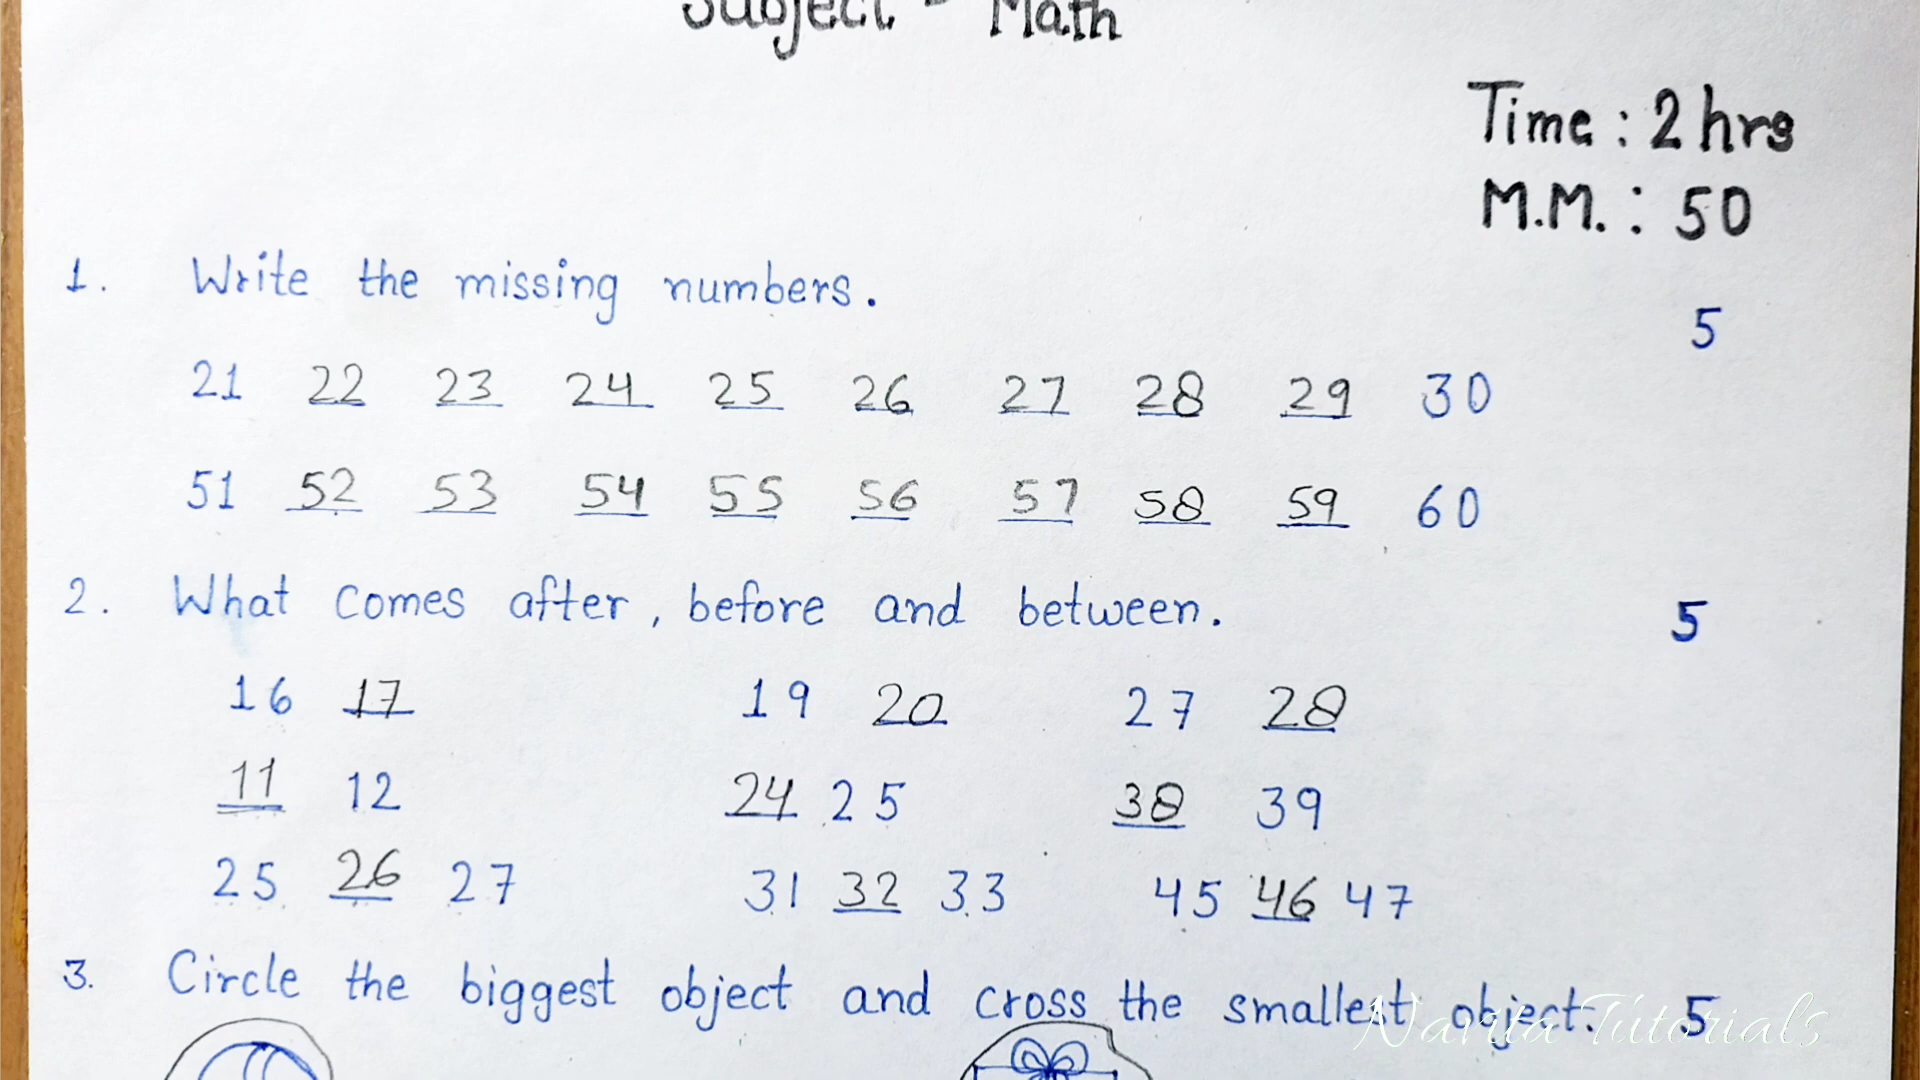 Subject - Math
Time : 2 hrs
M.M. : 50
1. Write the missing numbers. 5
21 22 23 24 25 26 27 28 29 30
51 52 53 54 55 56 57 58 59 60
2. What comes after, before and between. 5
16 17 19 20 27 28
11 12 24 25 38 39
25 26 27 31 32 33 45 46 47
3. Circle the biggest object and cross the smallest object. 5
Navita Tutorials